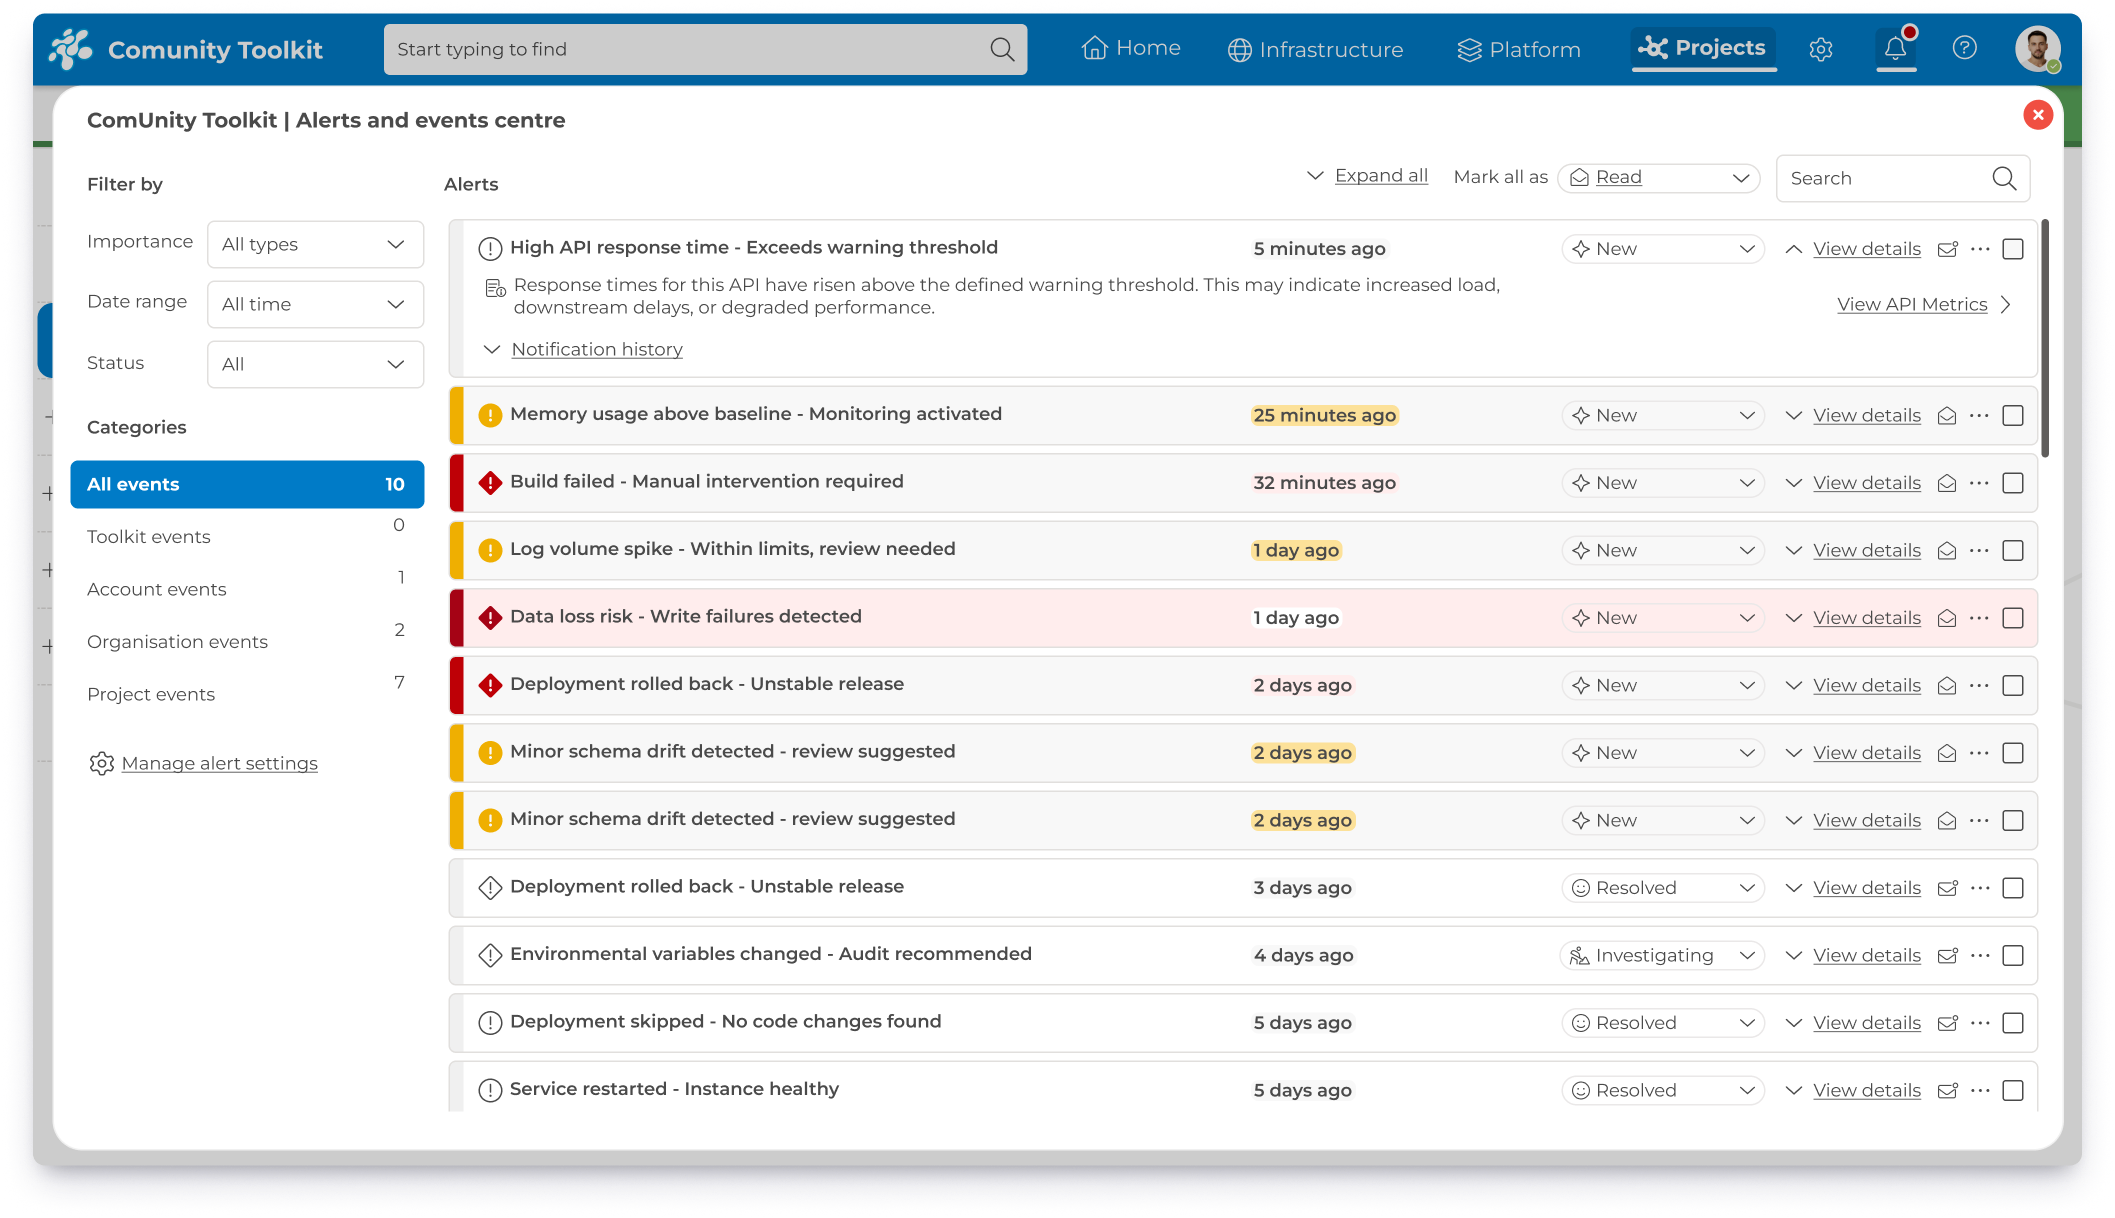 Comunity Toolkit
Start typing to find
Home
Infrastructure
Platform
Projects
ComUnity Toolkit | Alerts and events centre
Filter by
Importance
All types
Date range
All time
Status
All
Categories
All events 10
Toolkit events 0
Account events 1
Organisation events 2
Project events 7
Manage alert settings
Alerts
Expand all
Mark all as
Read
Search
High API response time - Exceeds warning threshold 5 minutes ago New View details
Response times for this API have risen above the defined warning threshold. This may indicate increased load,
downstream delays, or degraded performance.
View API Metrics
Notification history
Memory usage above baseline - Monitoring activated 25 minutes ago New View details
Build failed - Manual intervention required 32 minutes ago New View details
Log volume spike - Within limits, review needed 1 day ago New View details
Data loss risk - Write failures detected 1 day ago New View details
Deployment rolled back - Unstable release 2 days ago New View details
Minor schema drift detected - review suggested 2 days ago New View details
Minor schema drift detected - review suggested 2 days ago New View details
Deployment rolled back - Unstable release 3 days ago Resolved View details
Environmental variables changed - Audit recommended 4 days ago Investigating View details
Deployment skipped - No code changes found 5 days ago Resolved View details
Service restarted - Instance healthy 5 days ago Resolved View details